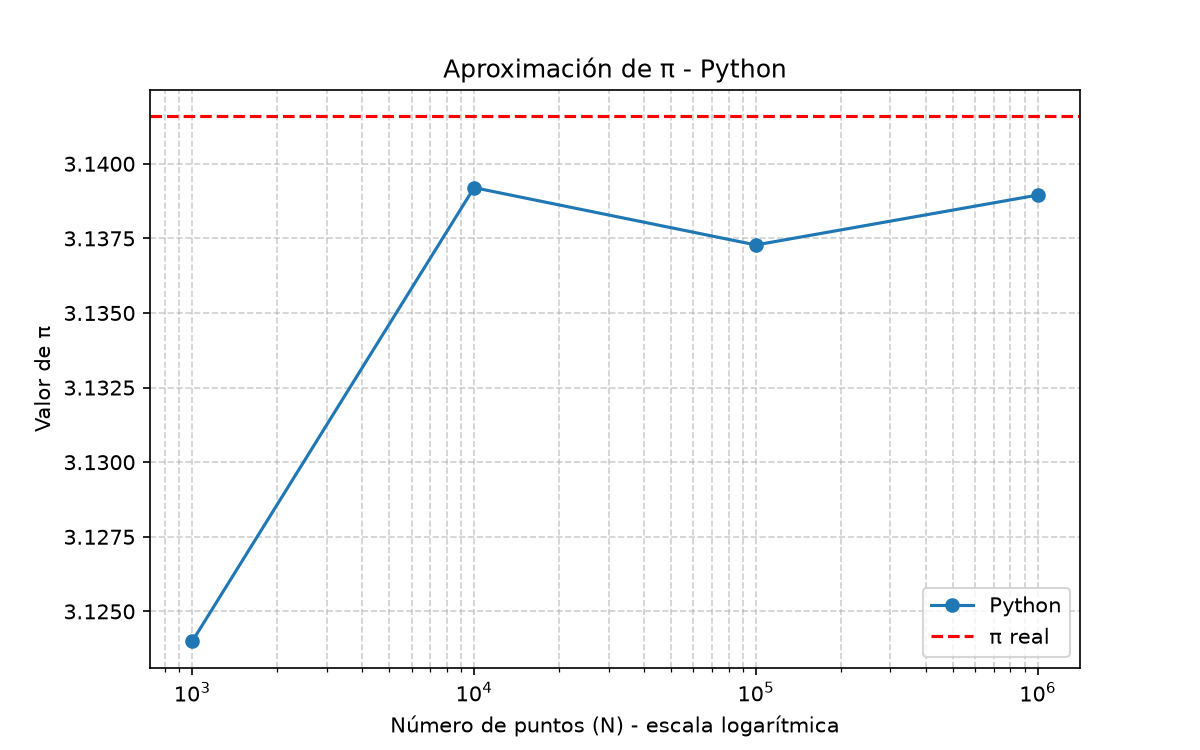 Aproximación de π - Python
Valor de π
3.1400
3.1375
3.1350
3.1325
3.1300
3.1275
3.1250
10³
10⁴
10⁵
10⁶
Número de puntos (N) - escala logarítmica
Python
π real